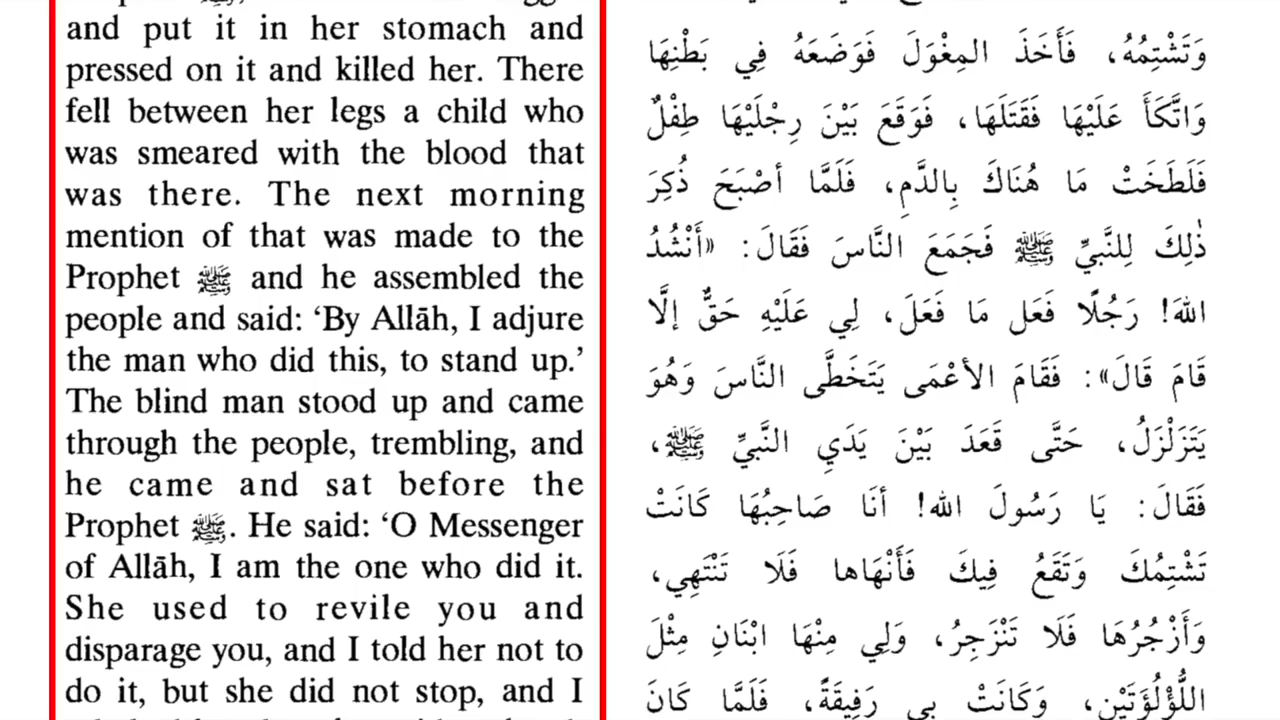 and put it in her stomach and
pressed on it and killed her. There
fell between her legs a child who
was smeared with the blood that
was there. The next morning
mention of that was made to the
Prophet ﷺ and he assembled the
people and said: ‘By Allāh, I adjure
the man who did this, to stand up.’
The blind man stood up and came
through the people, trembling, and
he came and sat before the
Prophet ﷺ. He said: ‘O Messenger
of Allāh, I am the one who did it.
She used to revile you and
disparage you, and I told her not to
do it, but she did not stop, and I
وَتَشْتِمُهُ، فَأَخَذَ المِغْوَلَ فَوَضَعَهُ فِي بَطْنِهَا
وَاتَّكَأَ عَلَيْهَا فَقَتَلَهَا، فَوَقَعَ بَيْنَ رِجْلَيْهَا طِفْلٌ
فَلَطَخَتْ مَا هُنَاكَ بِالدَّمِ، فَلَمَّا أصْبَحَ ذُكِرَ
ذٰلِكَ لِلنَّبِيِّ ﷺ فَجَمَعَ النَّاسَ فَقَالَ: «أَنْشُدُ
اللهَ! رَجُلًا فَعَل مَا فَعَلَ، لِي عَلَيْهِ حَقٌّ إلَّا
قَامَ قَالَ»: فَقَامَ الأعْمَى يَتَخَطَّى النَّاسَ وَهُوَ
يَتَزَلْزَلُ، حَتَّى قَعَدَ بَيْنَ يَدَيِ النَّبِيِّ ﷺ،
فَقَالَ: يَا رَسُولَ الله! أنَا صَاحِبُهَا كَانَتْ
تَشْتِمُكَ وَتَقَعُ فِيكَ فَأَنْهَاها فَلَا تَنْتَهِي،
وَأَزْجُرُهَا فَلَا تَنْزَجِرُ، وَلِي مِنْهَا ابْنَانِ مِثْلَ
اللُّؤْلُؤَتَيْنِ، وَكَانَتْ بِي رَفِيقَةً، فَلَمَّا كَانَ